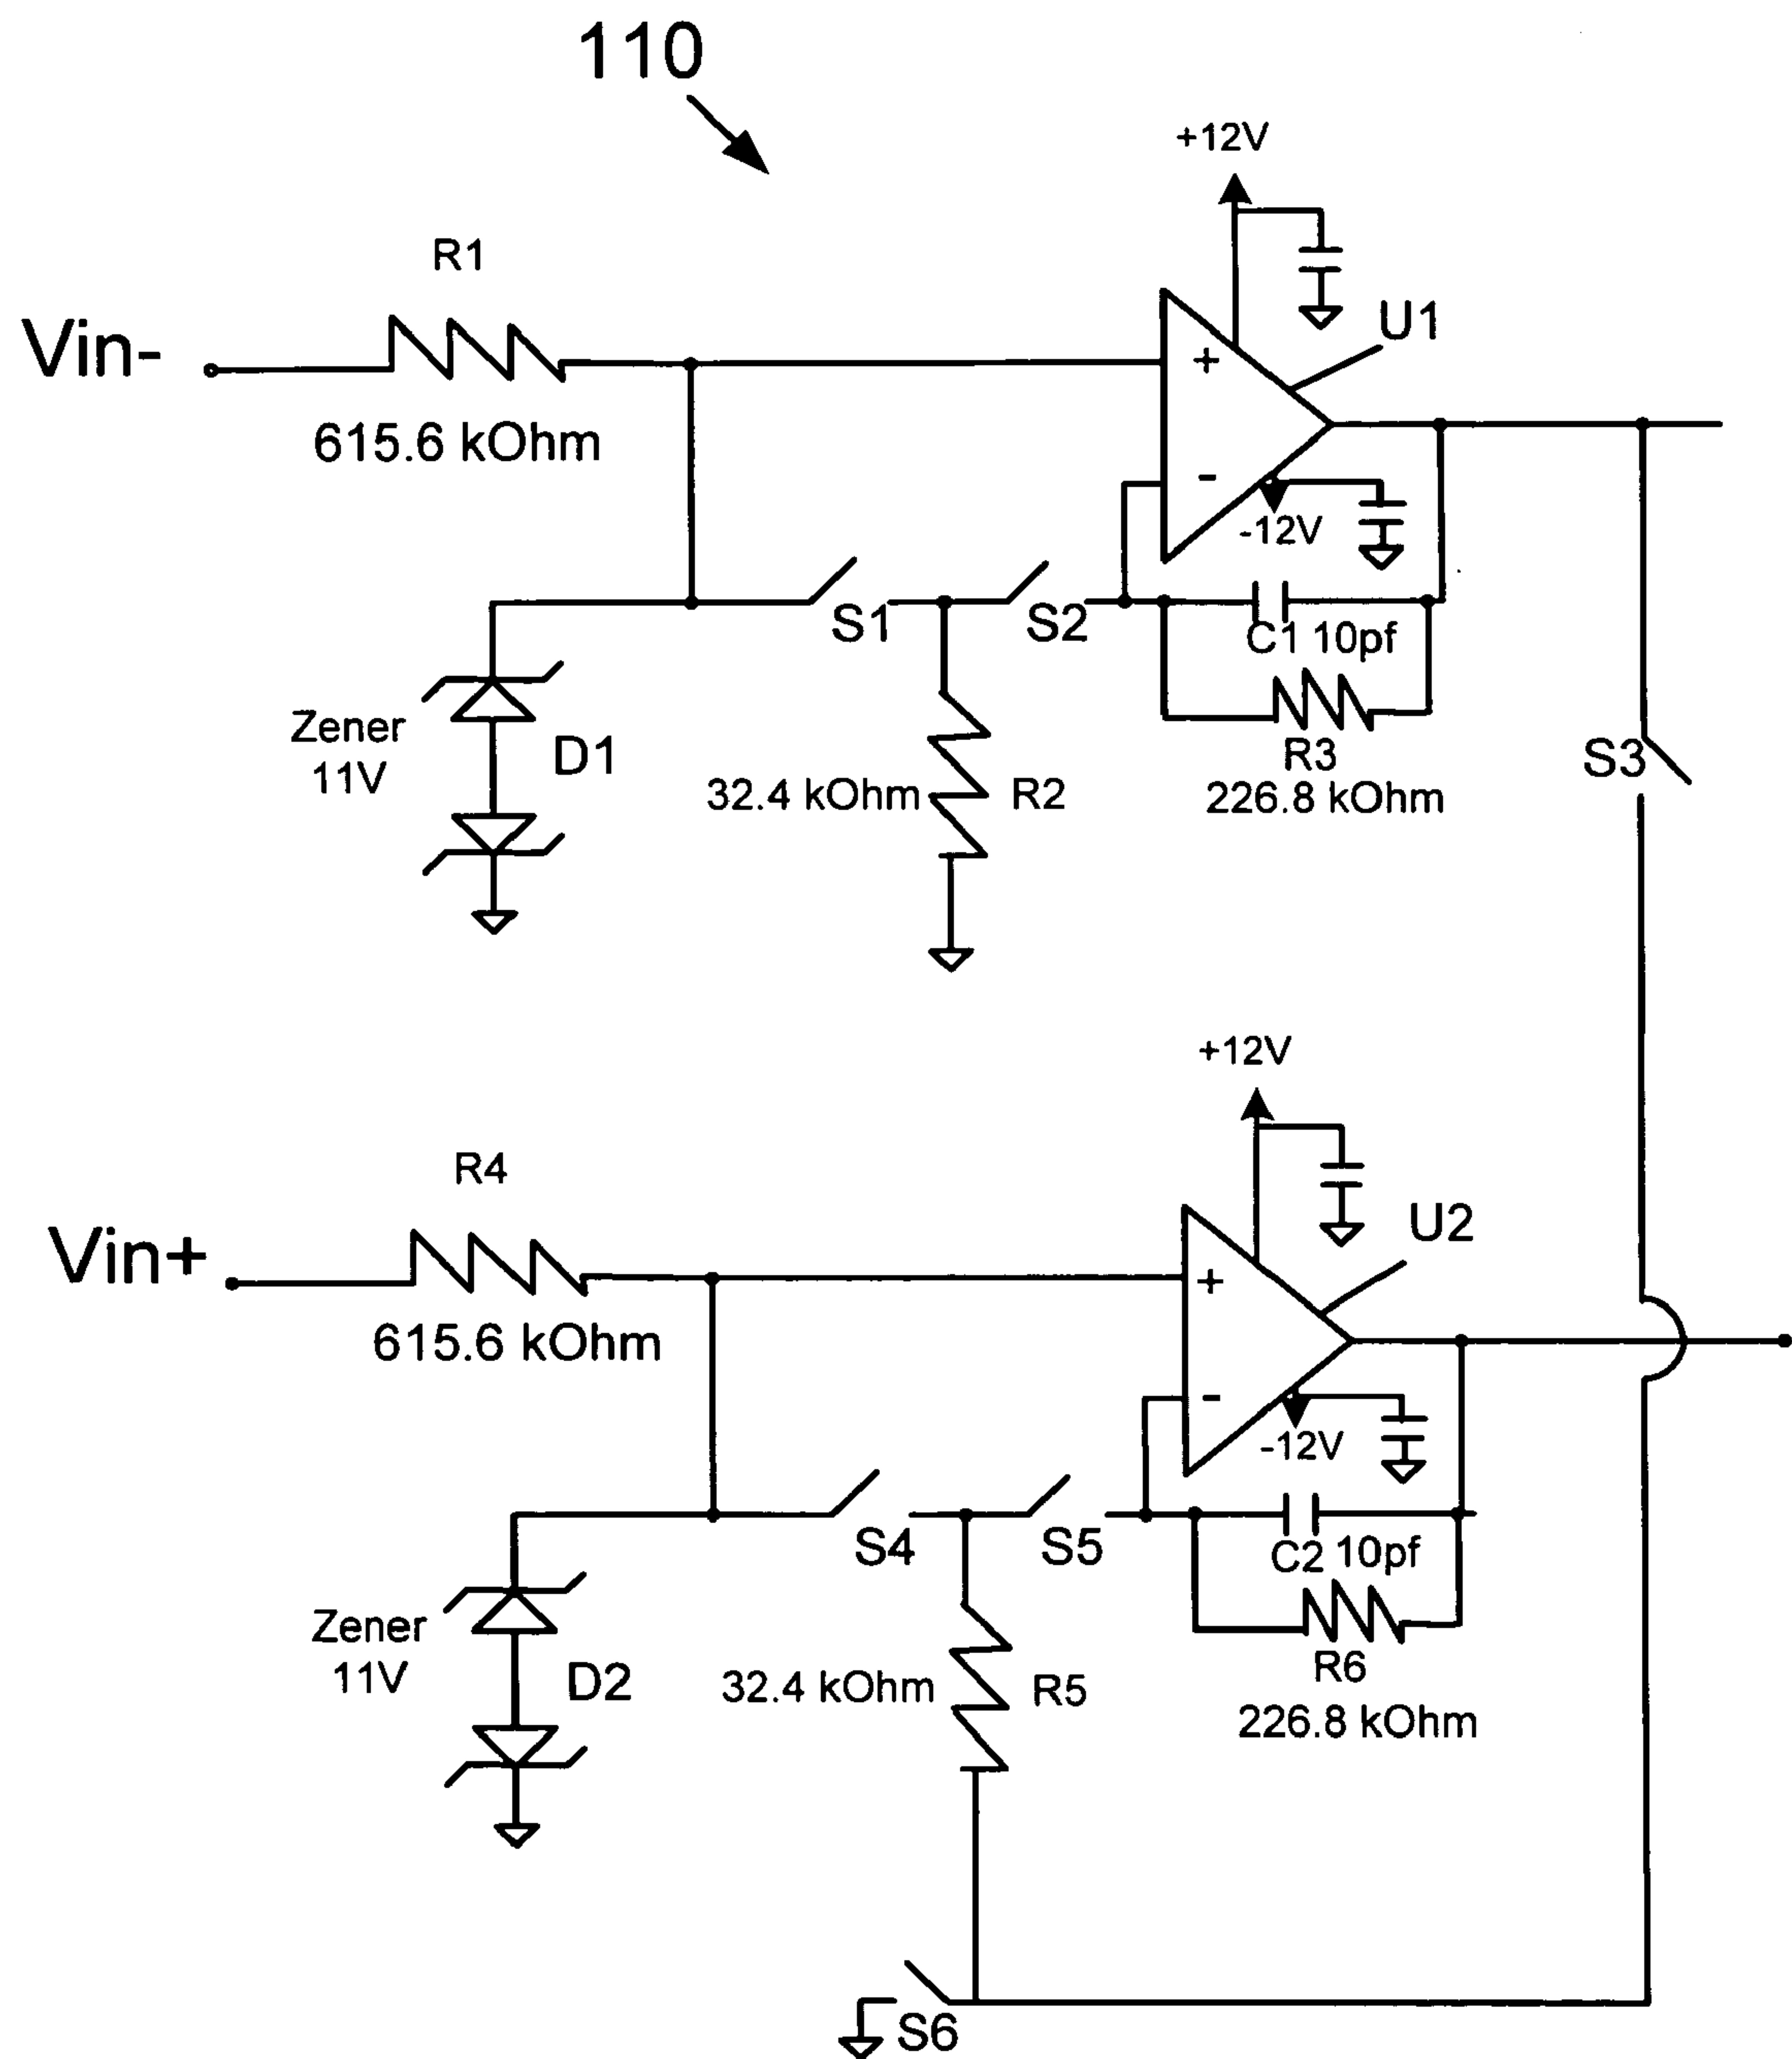 110
+12V
R1
U1
Vin-
+
615.6 kOhm
-
-12V
S1
S2
C1 10pf
Zener
11V
D1
32.4 kOhm
R2
R3
226.8 kOhm
S3
+12V
R4
U2
Vin+
+
615.6 kOhm
-
-12V
S4
S5
C2 10pf
Zener
11V
D2
32.4 kOhm
R5
R6
226.8 kOhm
S6